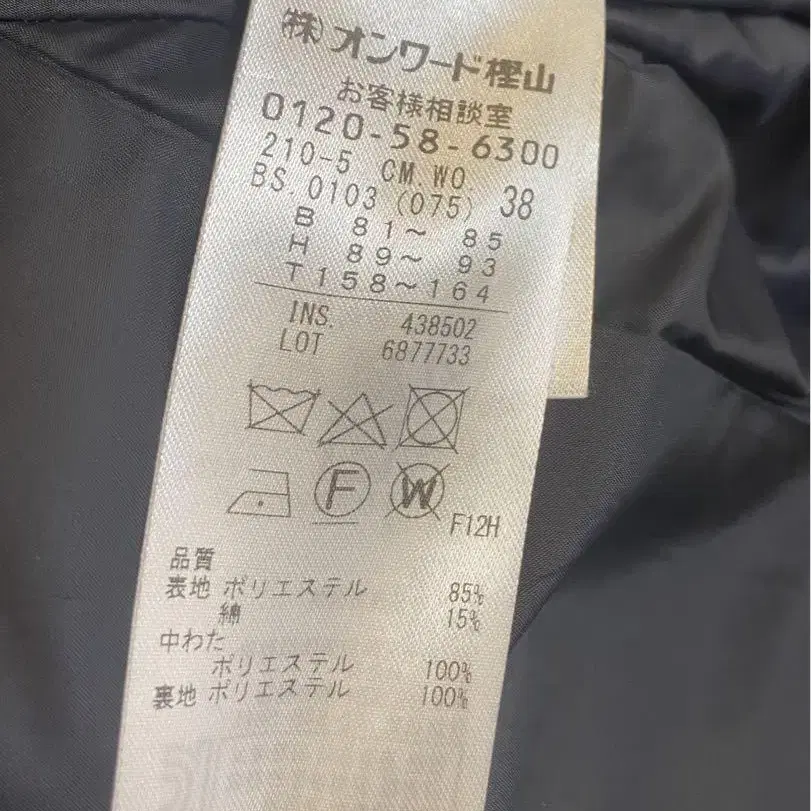 ㈱オンワード樫山
お客様相談室
0120-58-6300
210-5 CM.WO.
BS.0103 (075) 38
B 81〜 85
H 89〜 93
T158〜164
INS. 438502
LOT 6877733
F
W
F12H
品質
表地 ポリエステル 85%
綿 15%
中わた
ポリエステル 100%
裏地 ポリエステル 100%